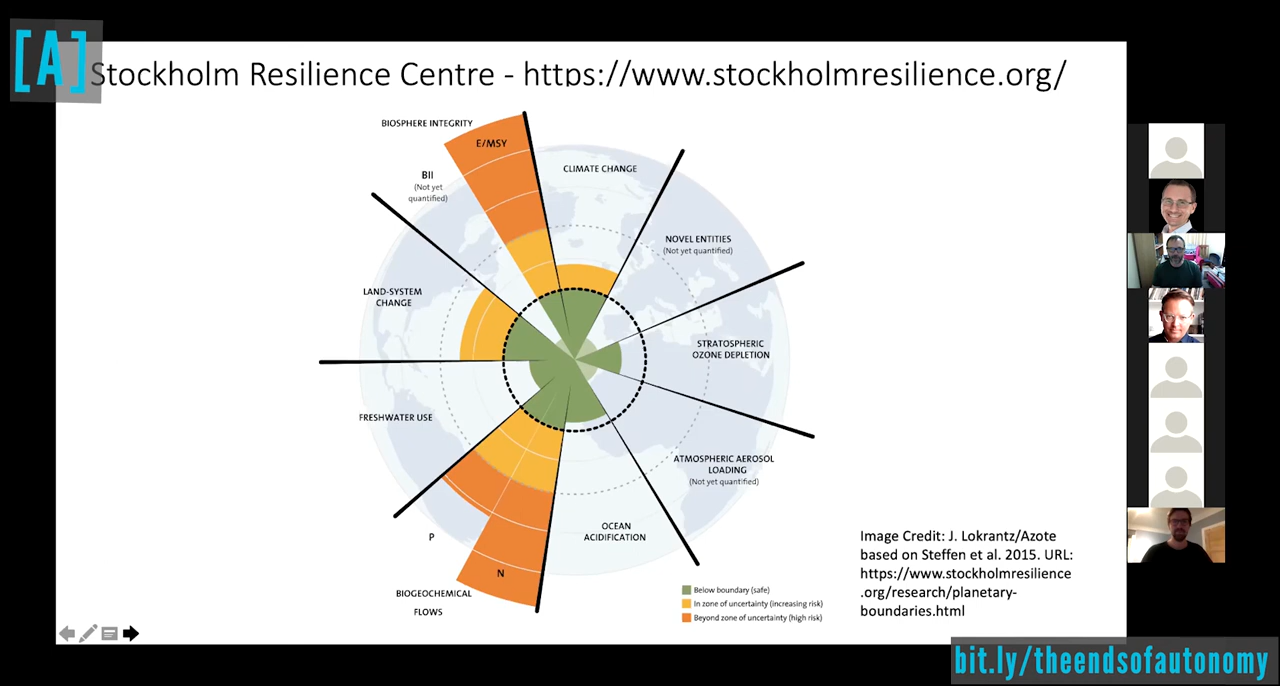 [A]
Stockholm Resilience Centre - https://www.stockholmresilience.org/
BIOSPHERE INTEGRITY
E/MSY
BII
(Not yet
quantified)
CLIMATE CHANGE
NOVEL ENTITIES
(Not yet quantified)
LAND-SYSTEM
CHANGE
STRATOSPHERIC
OZONE DEPLETION
FRESHWATER USE
ATMOSPHERIC AEROSOL
LOADING
(Not yet quantified)
P
OCEAN
ACIDIFICATION
N
BIOGEOCHEMICAL
FLOWS
Below boundary (safe)
In zone of uncertainty (increasing risk)
Beyond zone of uncertainty (high risk)
Image Credit: J. Lokrantz/Azote
based on Steffen et al. 2015. URL:
https://www.stockholmresilience
.org/research/planetary-
boundaries.html
bit.ly/theendsofautonomy